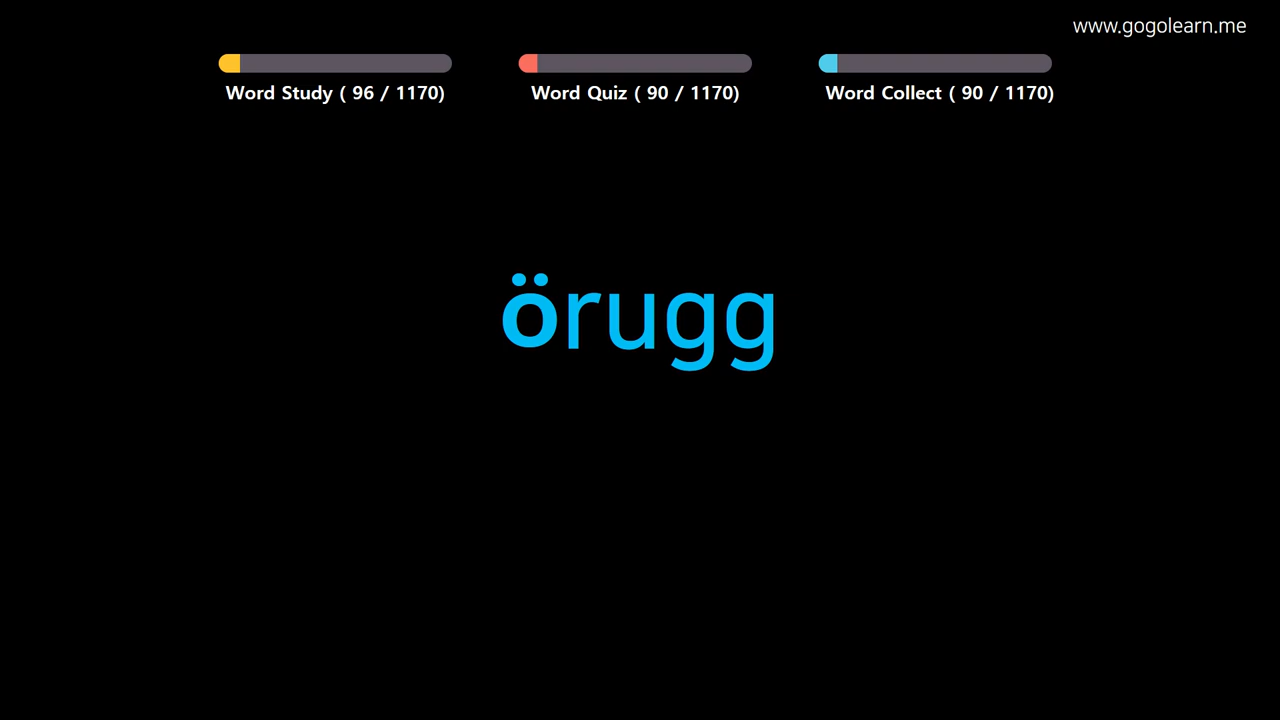 www.gogolearn.me
Word Study ( 96 / 1170)
Word Quiz ( 90 / 1170)
Word Collect ( 90 / 1170)
örugg